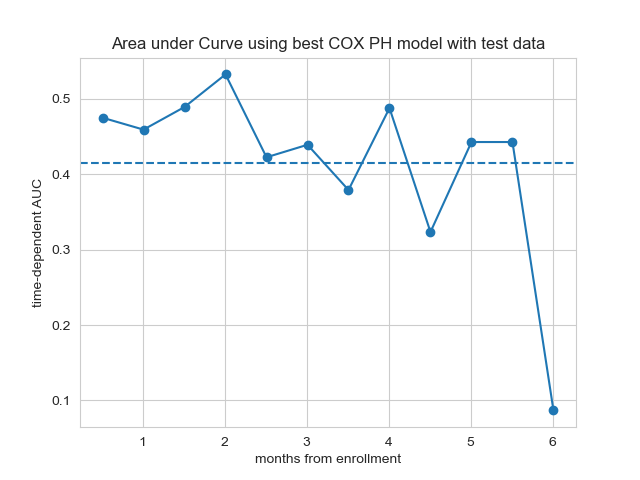 Area under Curve using best COX PH model with test data
time-dependent AUC
0.5
0.4
0.3
0.2
0.1
1 2 3 4 5 6
months from enrollment